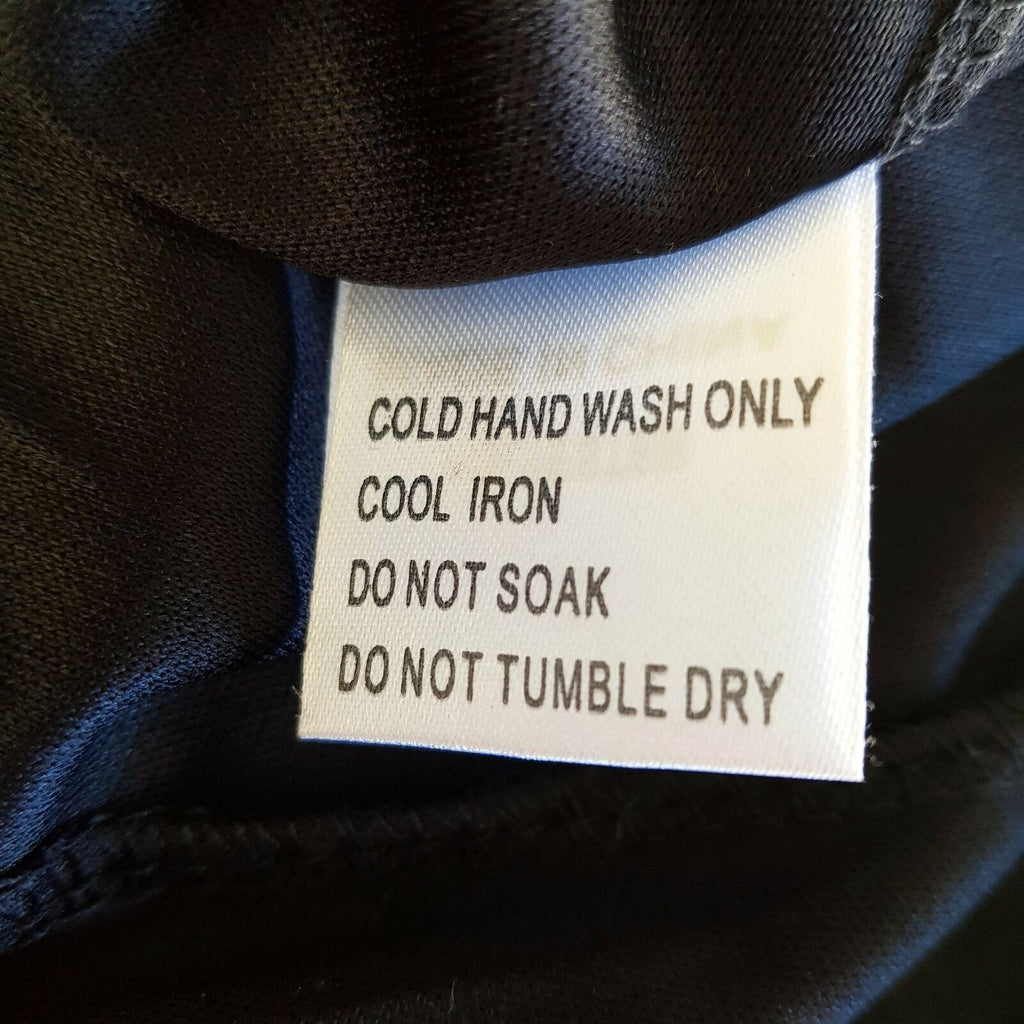 COLD HAND WASH ONLY
COOL IRON
DO NOT SOAK
DO NOT TUMBLE DRY